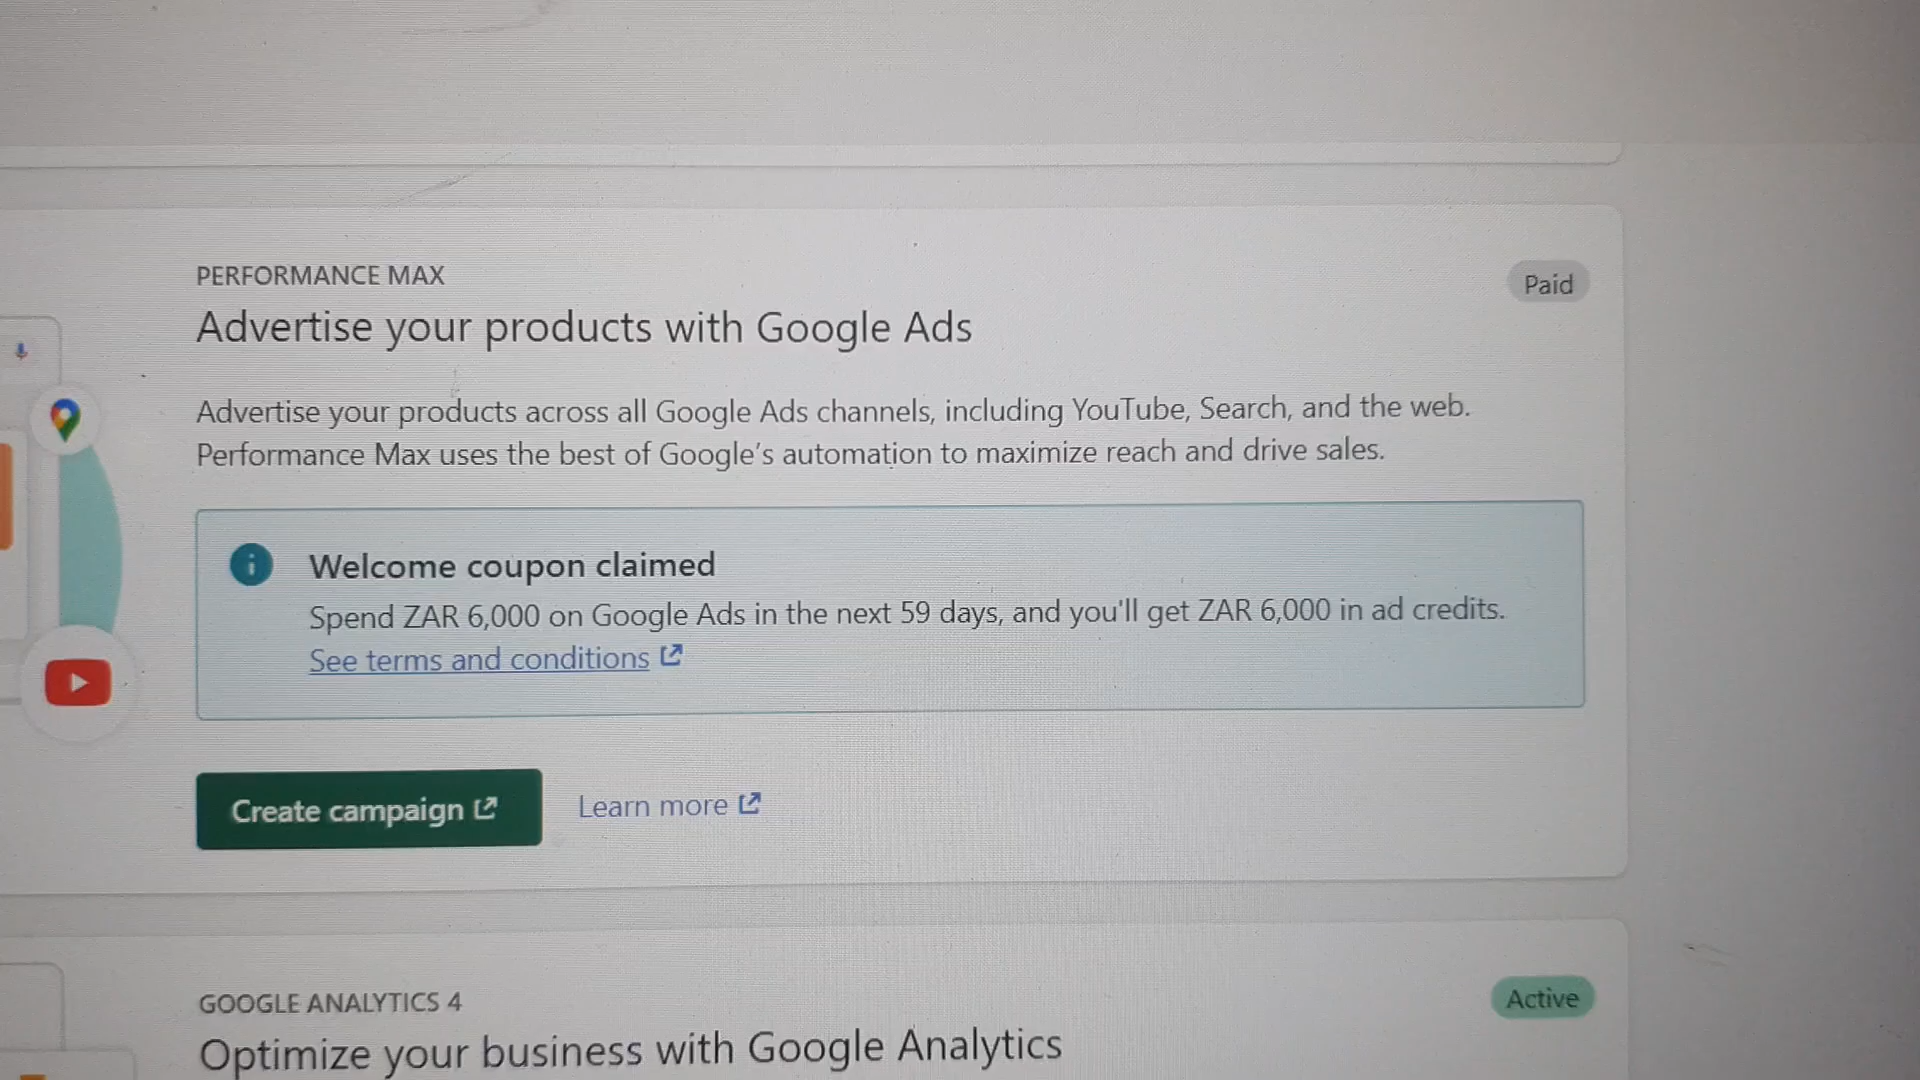 PERFORMANCE MAX
Paid
Advertise your products with Google Ads
Advertise your products across all Google Ads channels, including YouTube, Search, and the web.
Performance Max uses the best of Google's automation to maximize reach and drive sales.
Welcome coupon claimed
Spend ZAR 6,000 on Google Ads in the next 59 days, and you'll get ZAR 6,000 in ad credits.
See terms and conditions
Create campaign
Learn more
GOOGLE ANALYTICS 4
Active
Optimize your business with Google Analytics